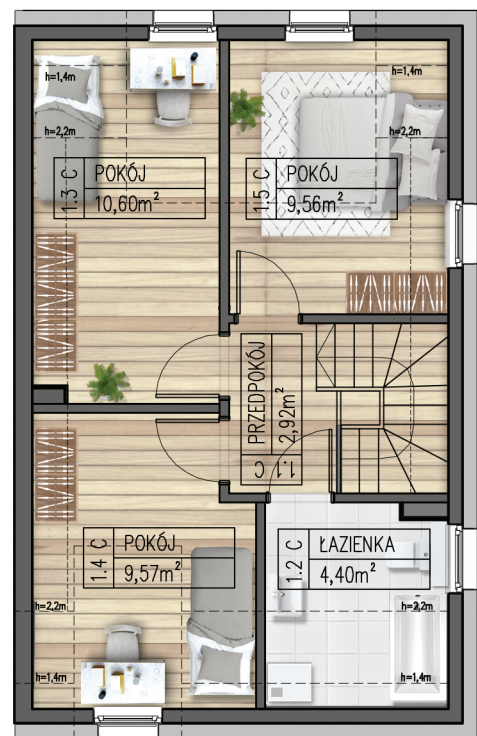 h=1,4m
h=1,4m
h=2,2m
h=2,2m
1.3 C
POKÓJ
10,60m²
1.5 C
POKÓJ
9,56m²
1.1 C
PRZEDPOKÓJ
2,92m²
1.4 C
POKÓJ
9,57m²
1.2 C
ŁAZIENKA
4,40m²
h=2,2m
h=2,2m
h=1,4m
h=1,4m